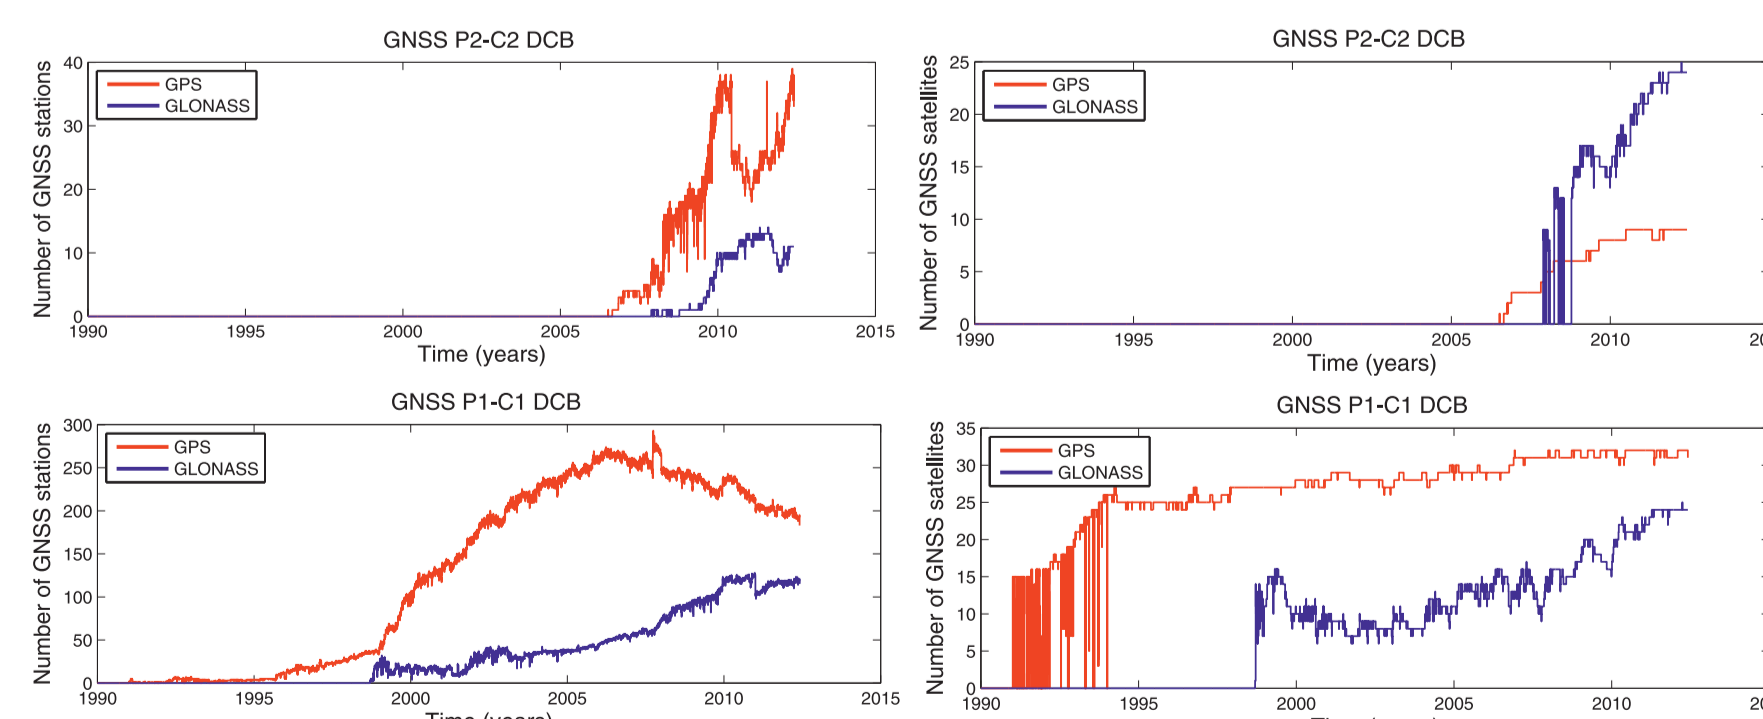 GNSS P2-C2 DCB
Number of GNSS stations
40
30
20
10
0
GPS
GLONASS
1990 1995 2000 2005 2010 2015
Time (years)
GNSS P2-C2 DCB
Number of GNSS satellites
25
20
15
10
5
0
GPS
GLONASS
1990 1995 2000 2005 2010
Time (years)
GNSS P1-C1 DCB
Number of GNSS stations
300
250
200
150
100
50
0
GPS
GLONASS
1990 1995 2000 2005 2010 2015
Time (years)
GNSS P1-C1 DCB
Number of GNSS satellites
35
30
25
20
15
10
5
0
GPS
GLONASS
1990 1995 2000 2005 2010